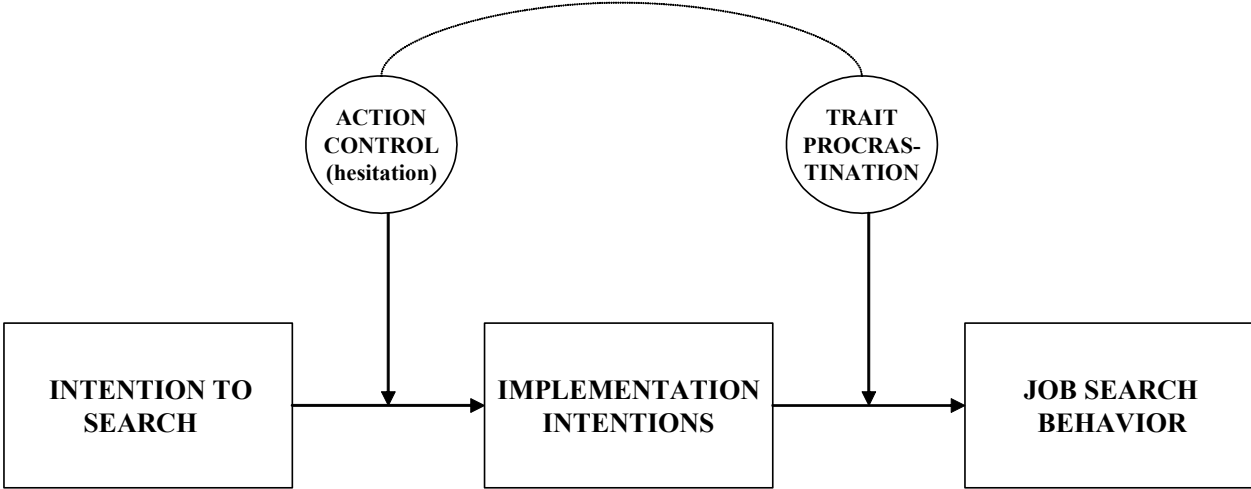 ACTION
CONTROL
(hesitation)
TRAIT
PROCRAS-
TINATION
INTENTION TO
SEARCH
IMPLEMENTATION
INTENTIONS
JOB SEARCH
BEHAVIOR